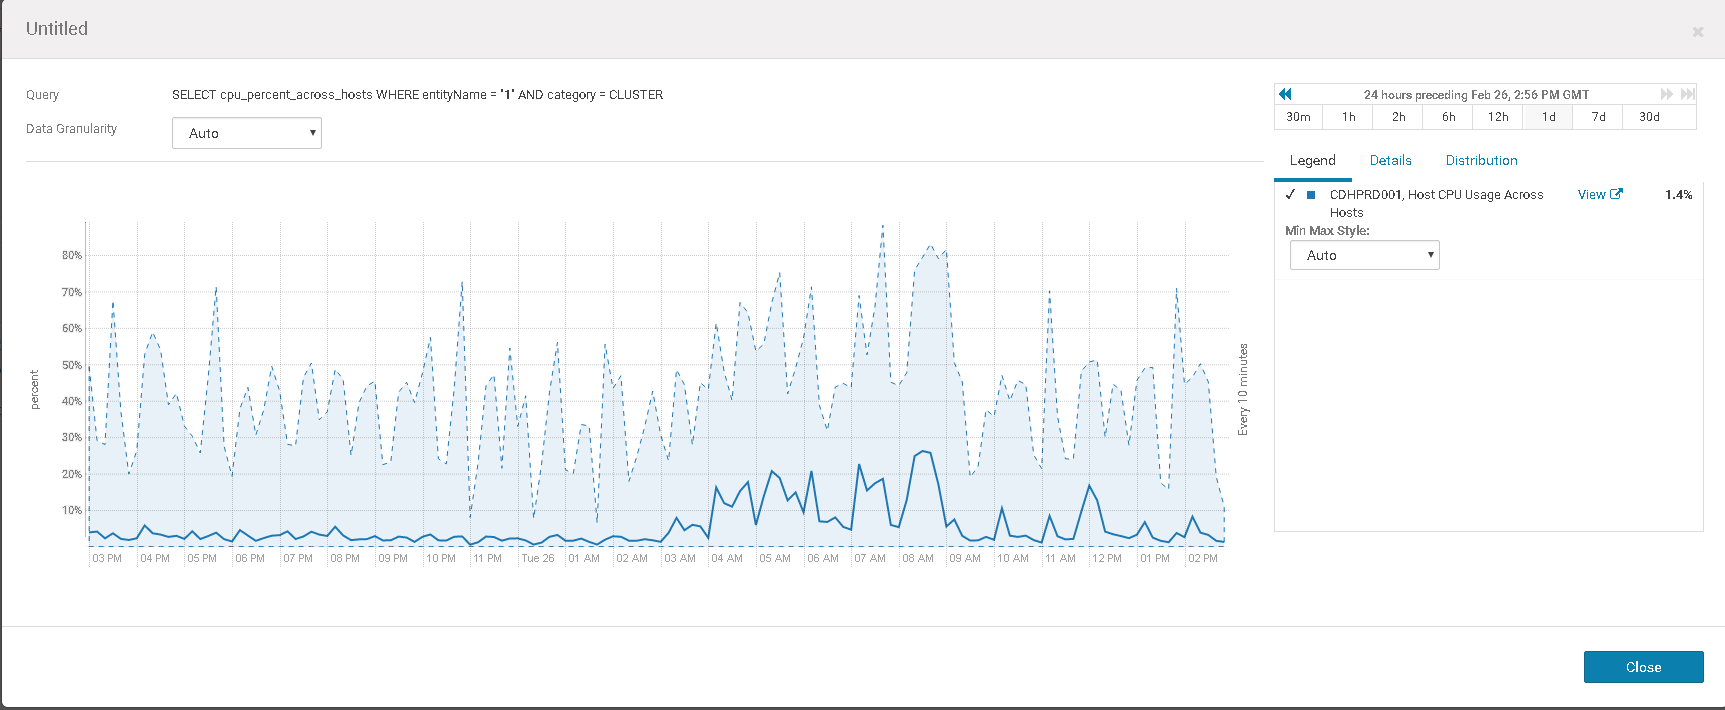 Untitled
×
Query
SELECT cpu_percent_across_hosts WHERE entityName = "1" AND category = CLUSTER
Data Granularity
Auto
24 hours preceding Feb 26, 2:56 PM GMT
30m 1h 2h 6h 12h 1d 7d 30d
Legend Details Distribution
✓ CDHPRD001, Host CPU Usage Across Hosts View 1.4%
Min Max Style:
Auto
percent
80%
70%
60%
50%
40%
30%
20%
10%
Every 10 minutes
03 PM 04 PM 05 PM 06 PM 07 PM 08 PM 09 PM 10 PM 11 PM Tue 26 01 AM 02 AM 03 AM 04 AM 05 AM 06 AM 07 AM 08 AM 09 AM 10 AM 11 AM 12 PM 01 PM 02 PM
Close